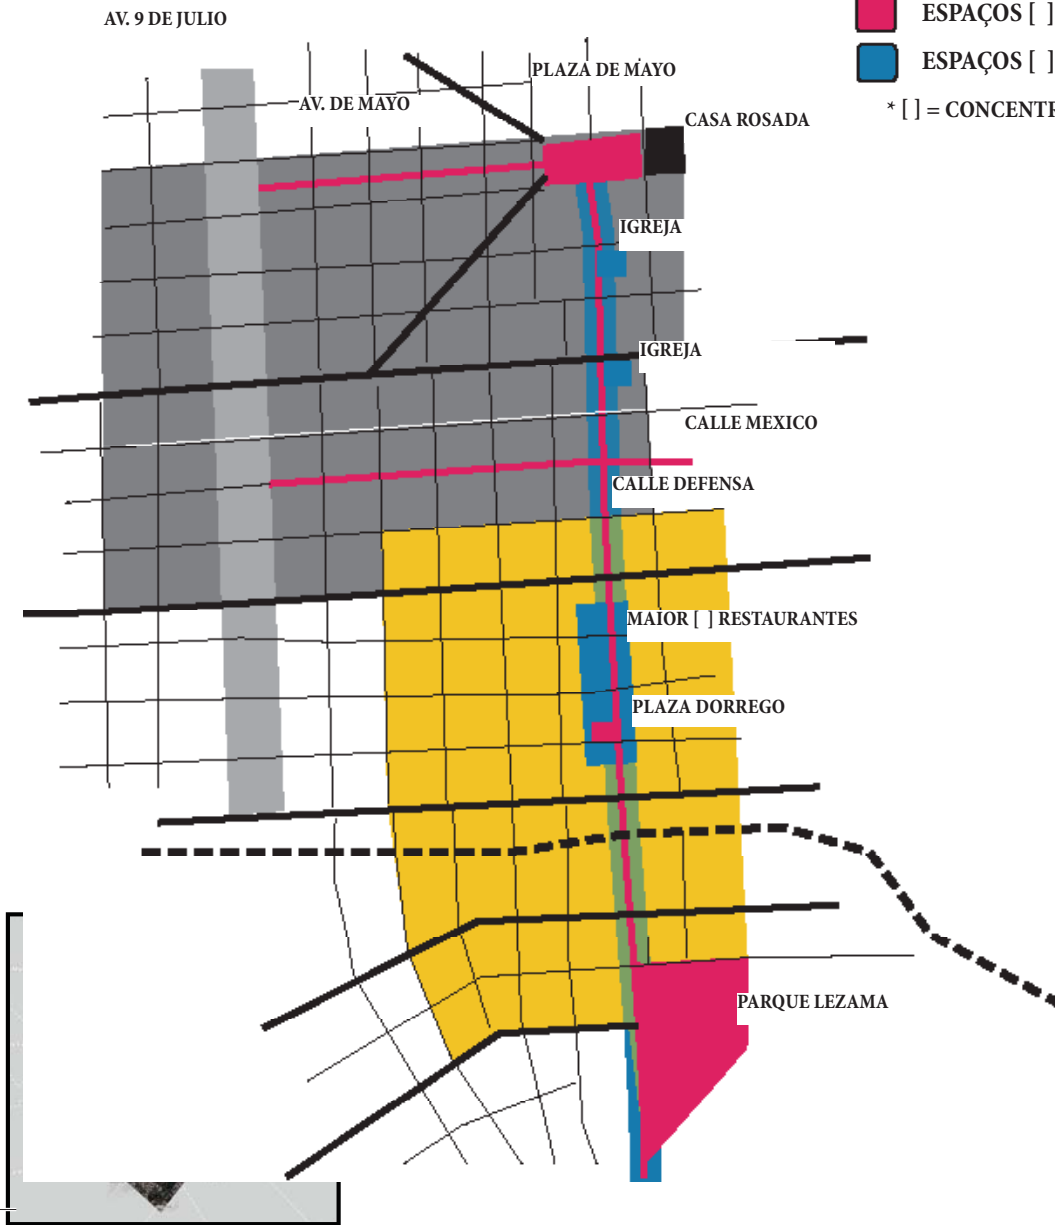 AV. 9 DE JULIO
ESPAÇOS [ ]
ESPAÇOS [ ]
* [ ] = CONCENTR
PLAZA DE MAYO
AV. DE MAYO
CASA ROSADA
IGREJA
IGREJA
CALLE MEXICO
CALLE DEFENSA
MAIOR [ ] RESTAURANTES
PLAZA DORREGO
PARQUE LEZAMA